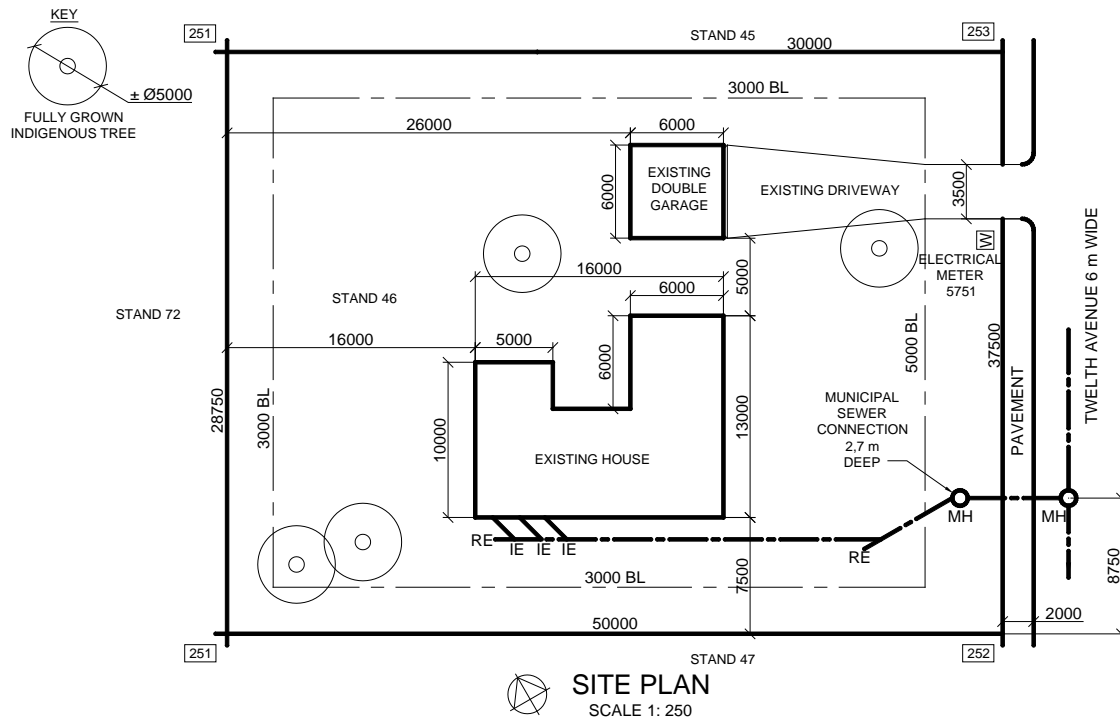 KEY
± Ø5000
FULLY GROWN
INDIGENOUS TREE
251
STAND 45
30000
253
3000 BL
26000
6000
6000
EXISTING
DOUBLE
GARAGE
EXISTING DRIVEWAY
3500
W
ELECTRICAL
METER
5751
16000
5000
6000
STAND 46
STAND 72
16000
5000
6000
5000 BL
37500
TWELTH AVENUE 6 m WIDE
28750
3000 BL
10000
13000
PAVEMENT
MUNICIPAL
SEWER
CONNECTION
2,7 m
DEEP
EXISTING HOUSE
MH
MH
RE
IE
IE
IE
RE
3000 BL
7500
8750
50000
2000
251
STAND 47
252
SITE PLAN
SCALE 1: 250